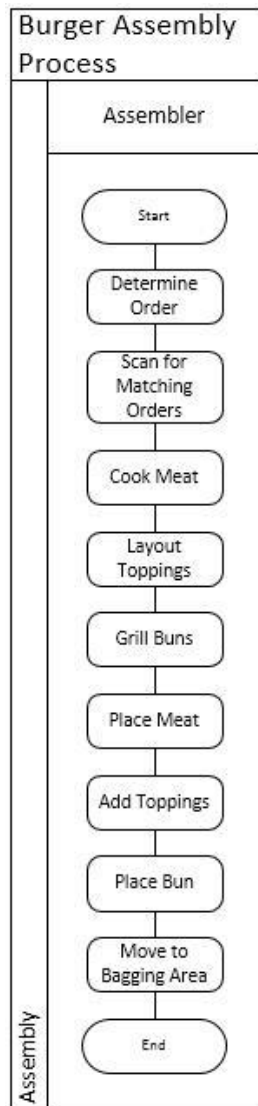 Burger Assembly
Process
Assembler
Start
Determine
Order
Scan for
Matching
Orders
Cook Meat
Layout
Toppings
Grill Buns
Place Meat
Add Toppings
Place Bun
Move to
Bagging Area
End
Assembly